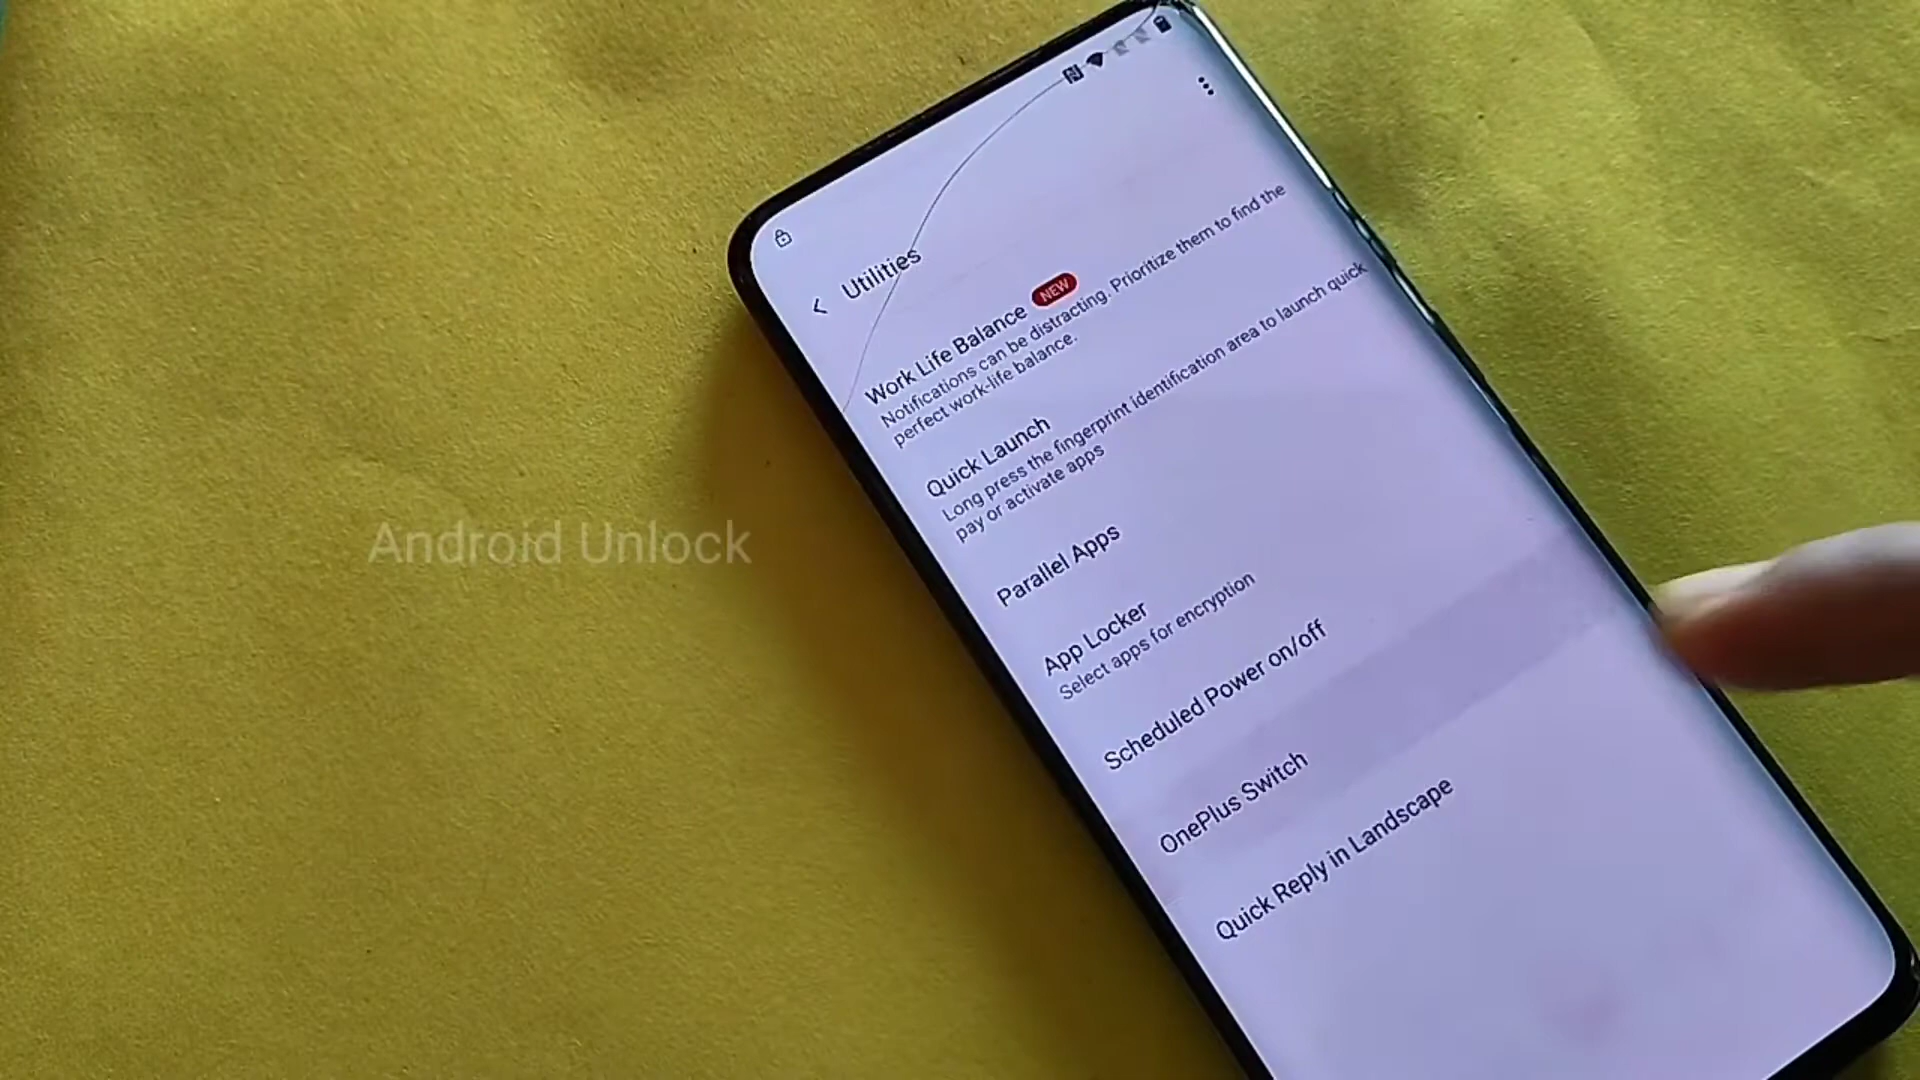 Utilities
Work Life Balance NEW
Notifications can be distracting. Prioritize them to find the
perfect work-life balance.
Quick Launch
Long press the fingerprint identification area to launch quick
pay or activate apps
Parallel Apps
App Locker
Select apps for encryption
Scheduled Power on/off
OnePlus Switch
Quick Reply in Landscape
Android Unlock